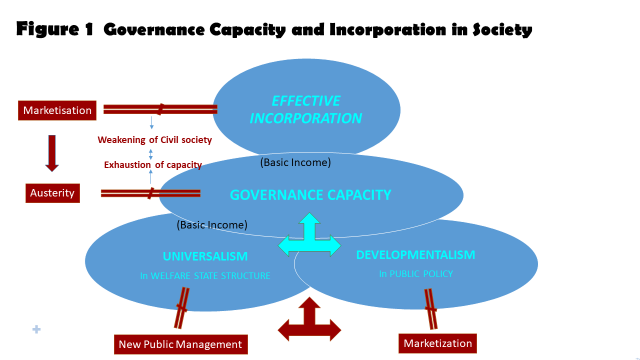 Figure 1 Governance Capacity and Incorporation in Society
EFFECTIVE
INCORPORATION
Marketisation
Weakening of Civil society
Exhaustion of capacity
(Basic Income)
Austerity
GOVERNANCE CAPACITY
(Basic Income)
UNIVERSALISM
In WELFARE STATE STRUCTURE
DEVELOPMENTALISM
In PUBLIC POLICY
New Public Management
Marketization